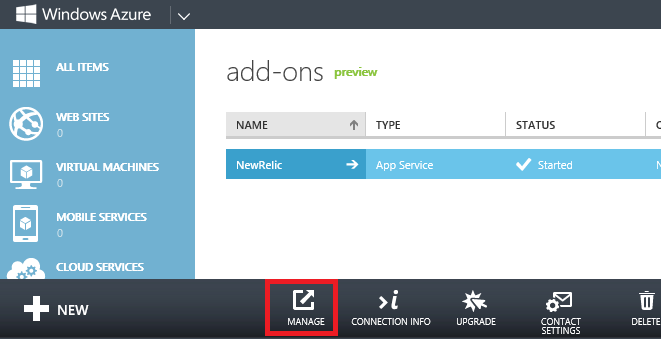 Windows Azure
ALL ITEMS
WEB SITES
0
VIRTUAL MACHINES
0
MOBILE SERVICES
0
CLOUD SERVICES
add-ons preview
NAME TYPE STATUS
NewRelic App Service Started
NEW
MANAGE
CONNECTION INFO
UPGRADE
CONTACT
SETTINGS
DELETE